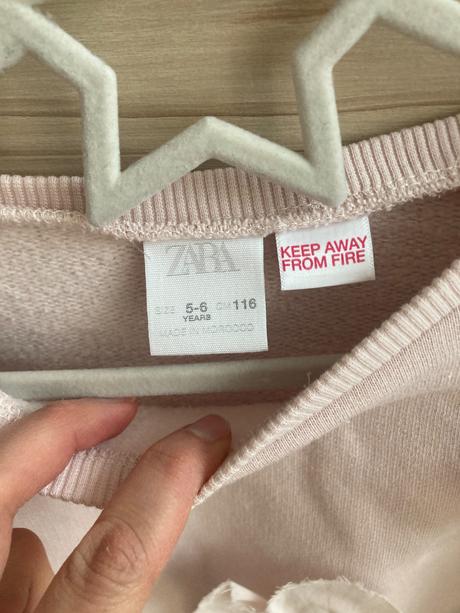 ZARA
SIZE 5-6 CM 116
YEARS
MADE IN MOROCCO
KEEP AWAY
FROM FIRE